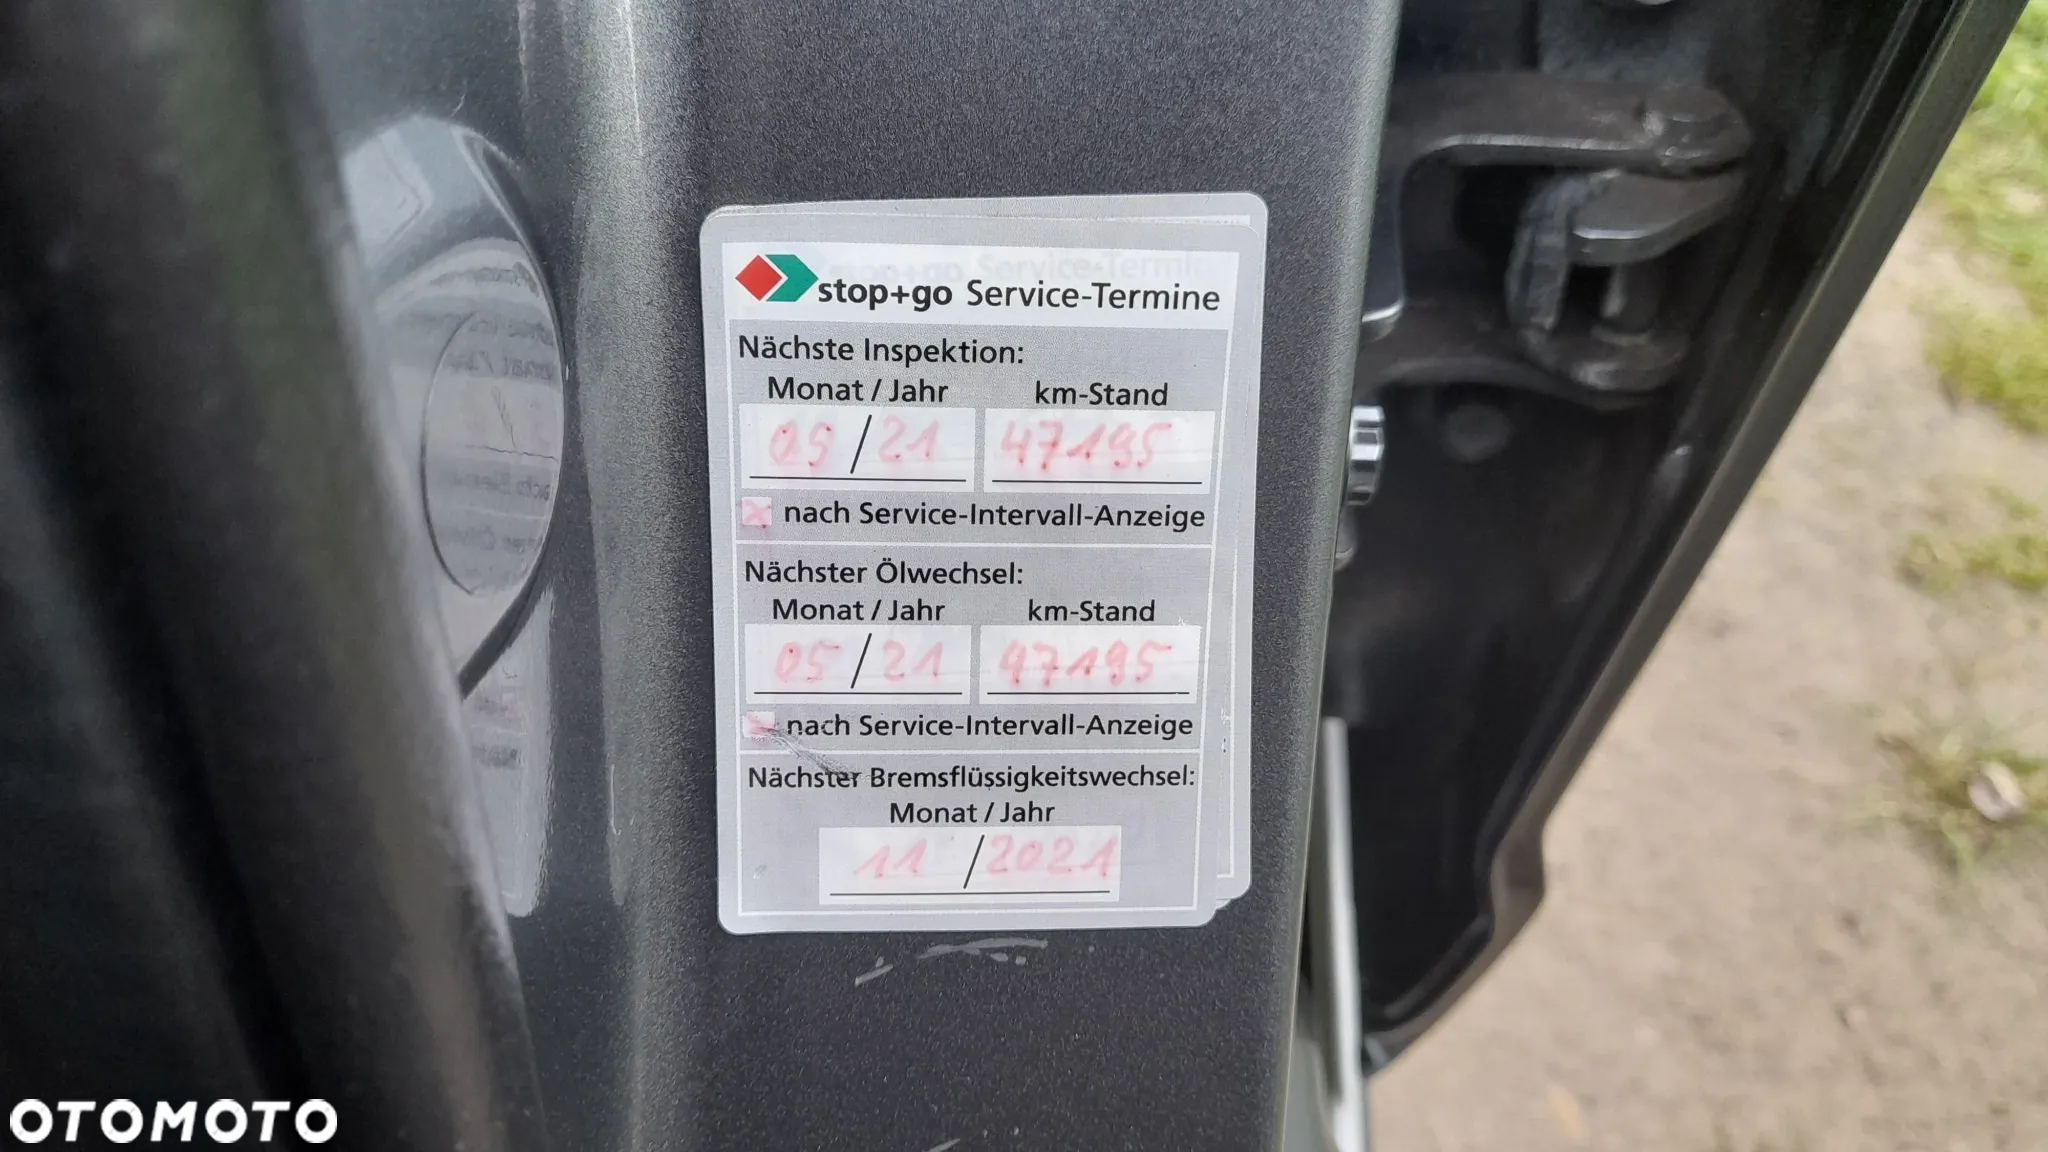 stop+go Service-Termine
Nächste Inspektion:
Monat / Jahr km-Stand
05 / 21 47195
x nach Service-Intervall-Anzeige
Nächster Ölwechsel:
Monat / Jahr km-Stand
05 / 21 47195
x nach Service-Intervall-Anzeige
Nächster Bremsflüssigkeitswechsel:
Monat / Jahr
11 / 2021
OTOMOTO